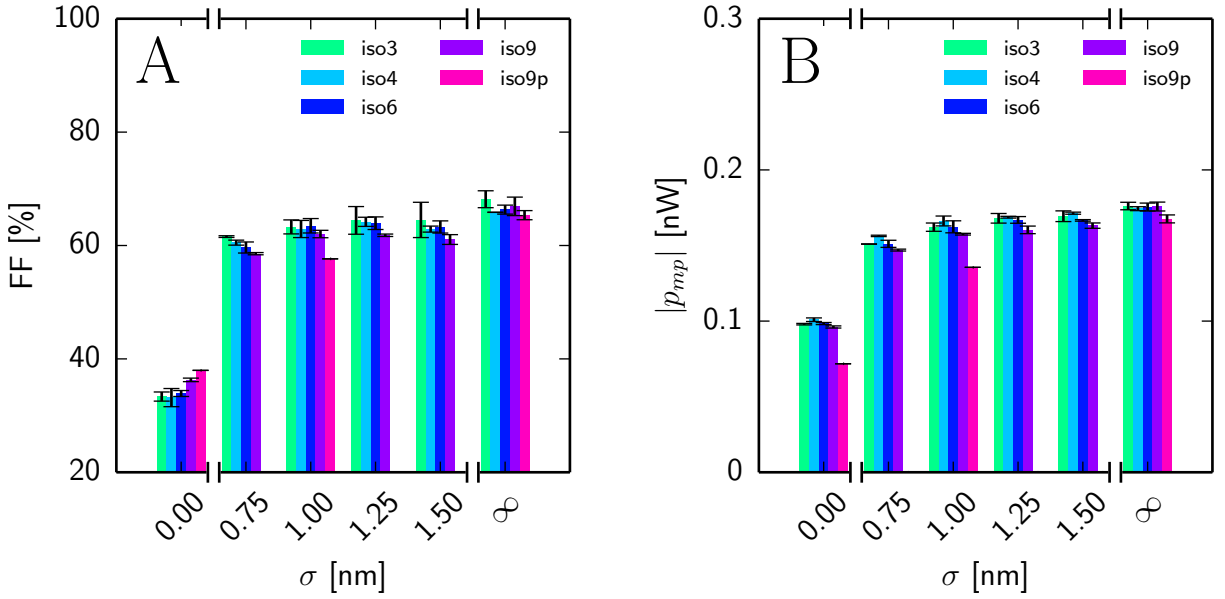 A
FF [%]
100
80
60
40
20
iso3
iso4
iso6
iso9
iso9p
0.00
0.75
1.00
1.25
1.50
∞
σ [nm]
B
|p_{mp}| [nW]
0.3
0.2
0.1
0
iso3
iso4
iso6
iso9
iso9p
0.00
0.75
1.00
1.25
1.50
∞
σ [nm]